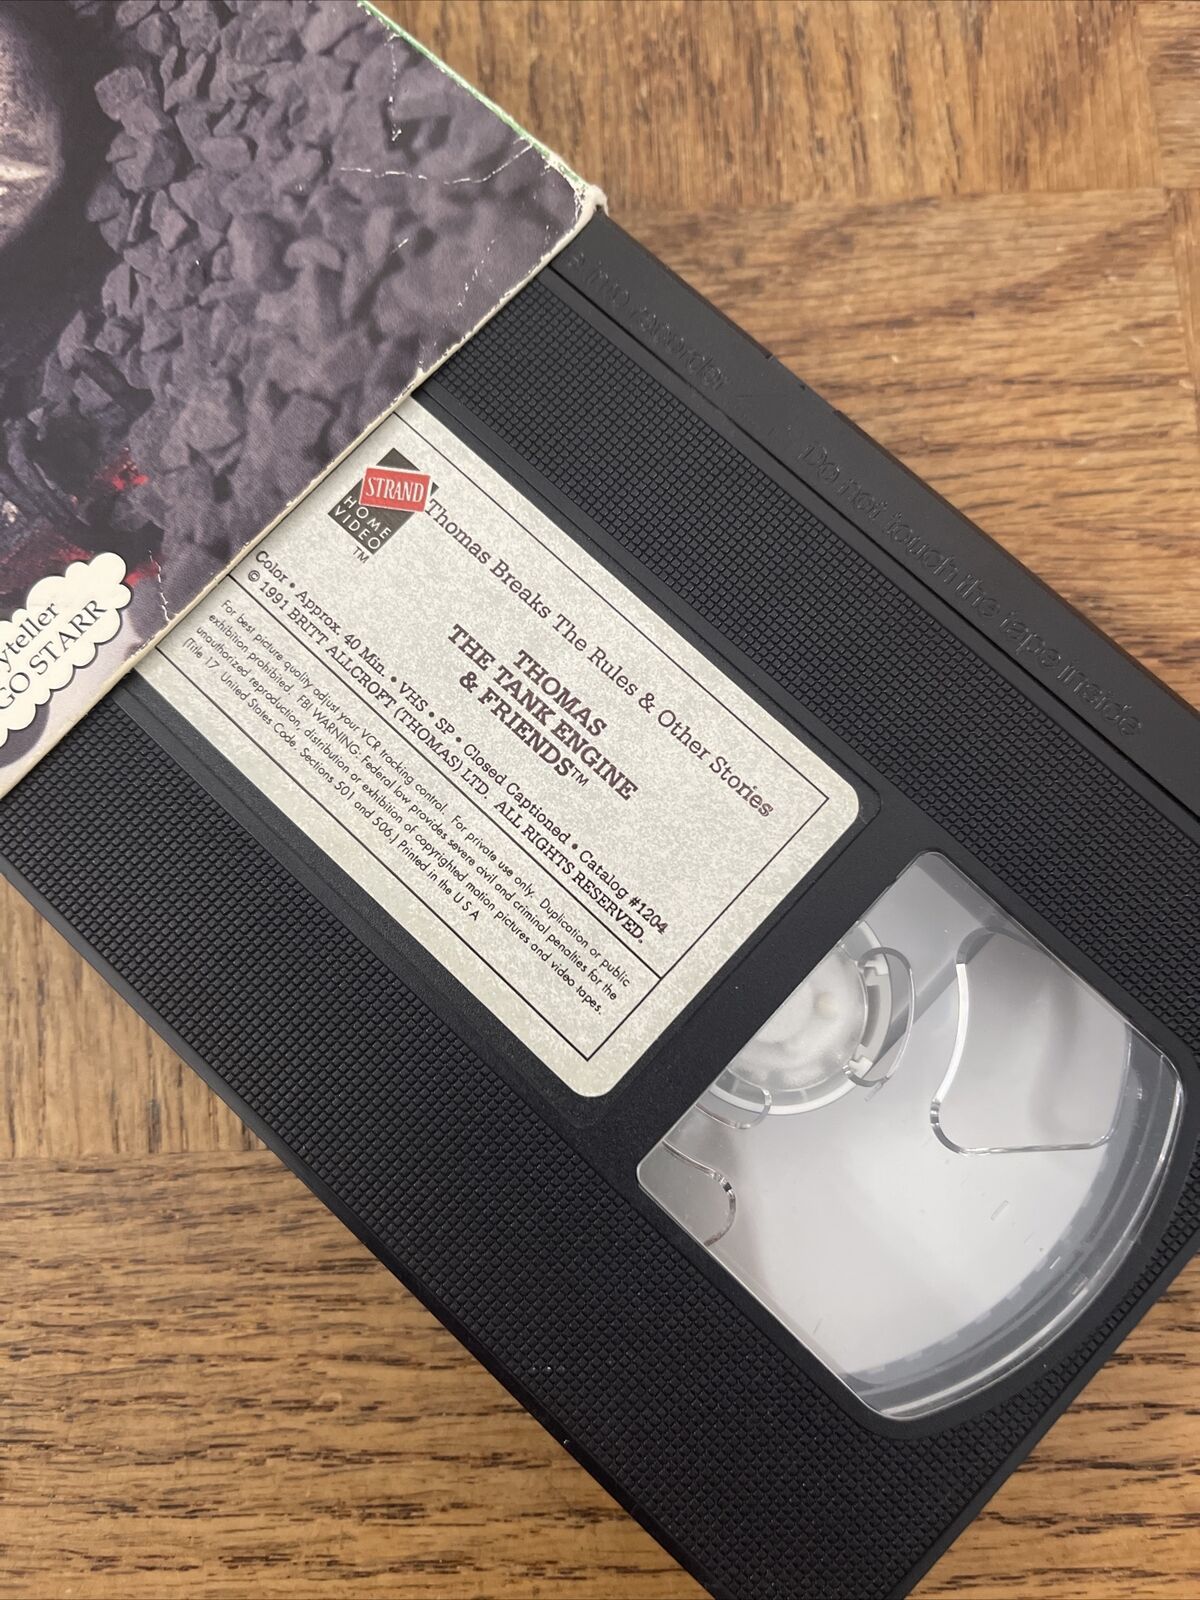 yteller
GO STARR
e into recorder
Do not touch the tape inside
STRAND
HOME
VIDEO
TM
Thomas Breaks The Rules & Other Stories
THOMAS
THE TANK ENGINE
& FRIENDS™
Color • Approx. 40 Min. • VHS • SP • Closed Captioned • Catalog #1204
© 1991 BRITT ALLCROFT (THOMAS) LTD. ALL RIGHTS RESERVED.
For best picture quality adjust your VCR tracking control. For private use only. Duplication or public
exhibition prohibited. FBI WARNING: Federal law provides severe civil and criminal penalties for the
unauthorized reproduction, distribution or exhibition of copyrighted motion pictures and video tapes.
(Title 17, United States Code, Sections 501 and 506.) Printed in the U S A